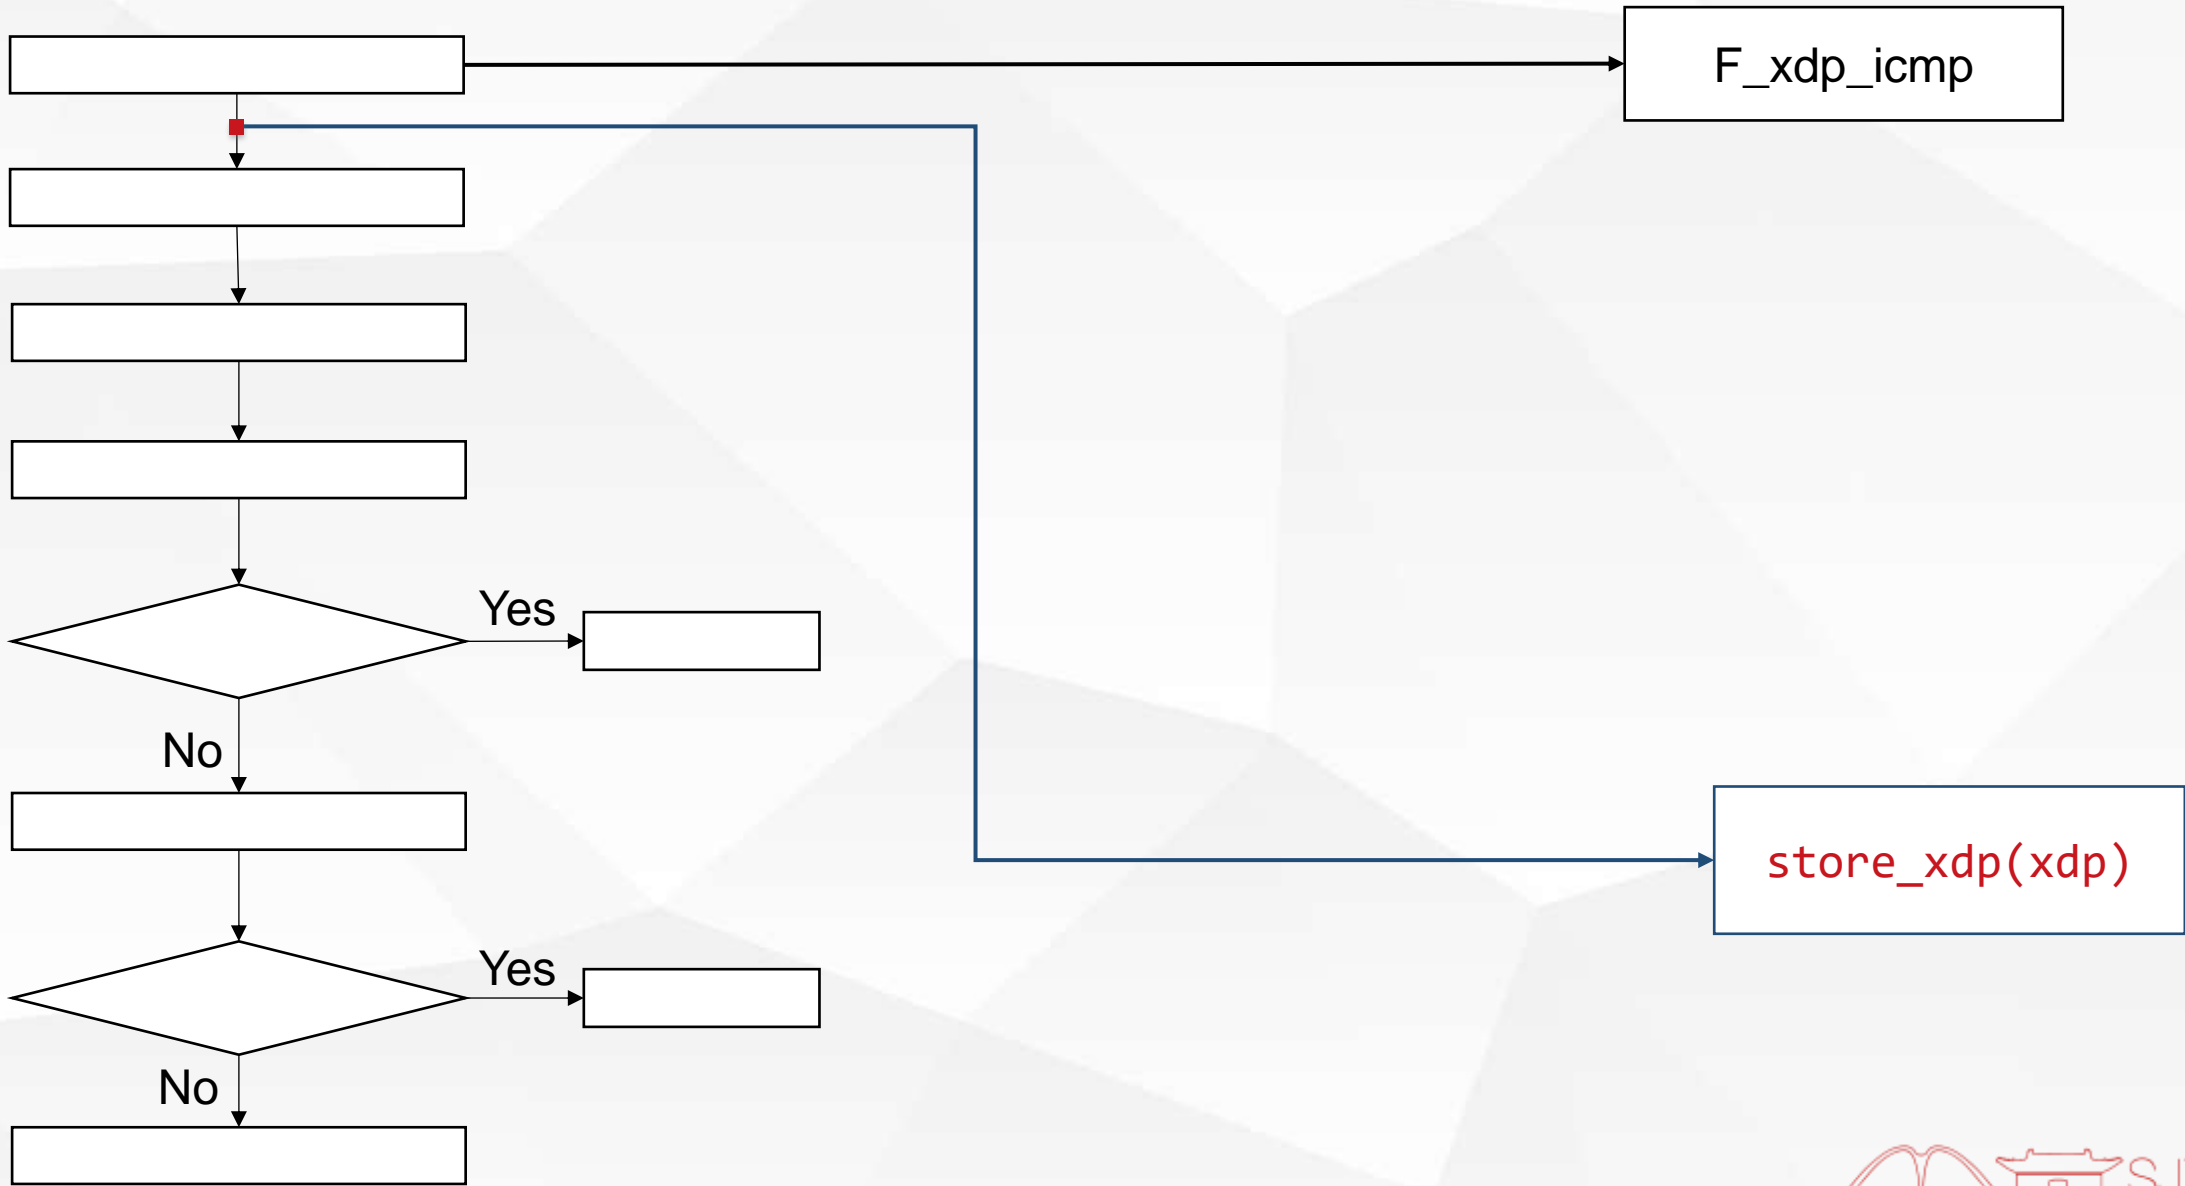 F_xdp_icmp
Yes
No
store_xdp(xdp)
Yes
No